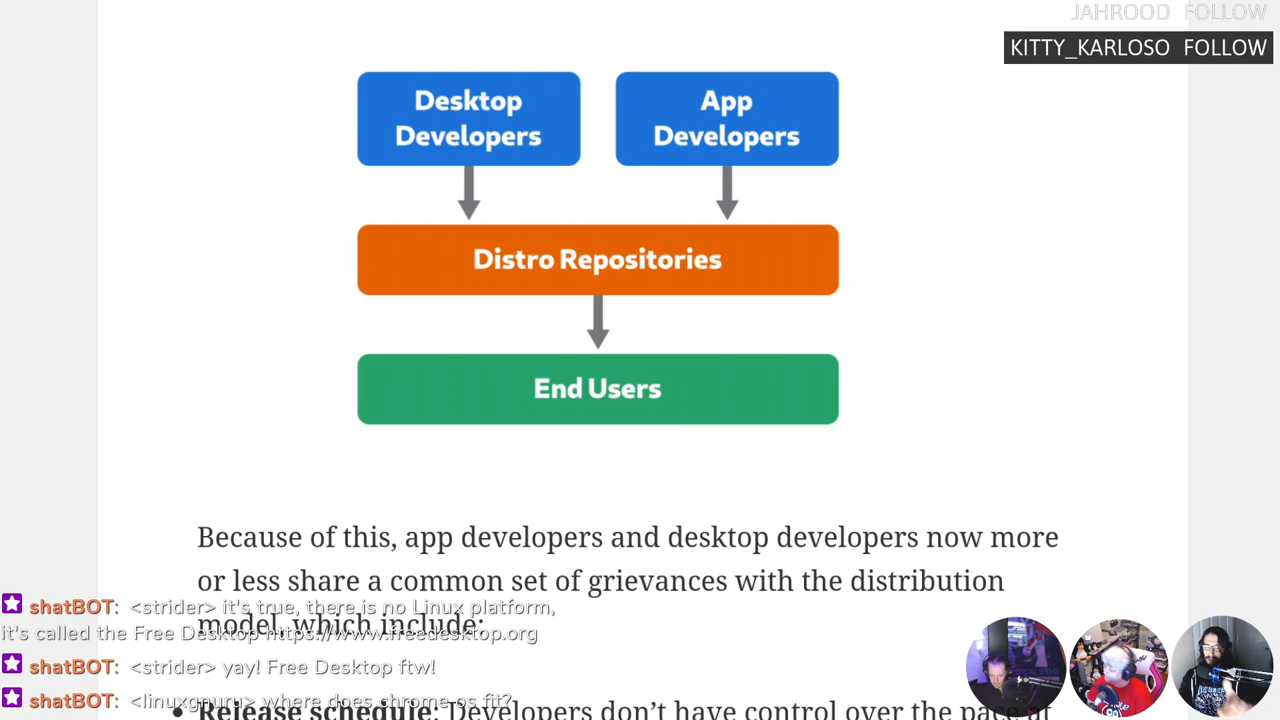 JAHROOD FOLLOW
KITTY_KARLOSO FOLLOW
Desktop
Developers
App
Developers
Distro Repositories
End Users
Because of this, app developers and desktop developers now more
or less share a common set of grievances with the distribution
model, which include:
shatBOT: <strider> it's true, there is no Linux platform,
it's called the Free Desktop https://www.freedesktop.org
shatBOT: <strider> yay! Free Desktop ftw!
shatBOT: <linuxgnuru> where does chrome os fit?
• Release schedule: Developers don't have control over the pace at